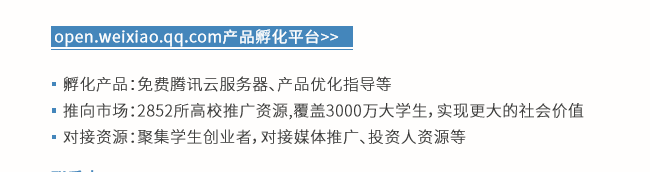 open.weixiao.qq.com产品孵化平台>>
孵化产品：免费腾讯云服务器、产品优化指导等
推向市场：2852所高校推广资源,覆盖3000万大学生，实现更大的社会价值
对接资源：聚集学生创业者，对接媒体推广、投资人资源等